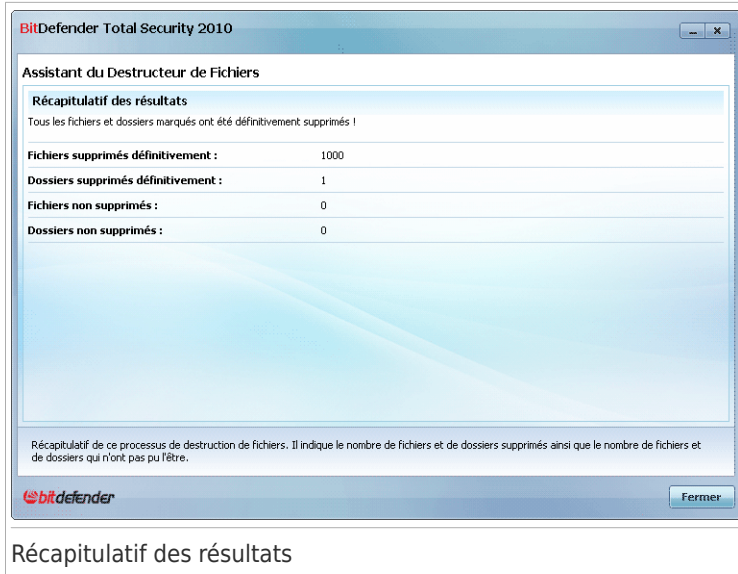 BitDefender Total Security 2010
Assistant du Destructeur de Fichiers
Récapitulatif des résultats
Tous les fichiers et dossiers marqués ont été définitivement supprimés !
Fichiers supprimés définitivement : 1000
Dossiers supprimés définitivement : 1
Fichiers non supprimés : 0
Dossiers non supprimés : 0
Récapitulatif de ce processus de destruction de fichiers. Il indique le nombre de fichiers et de dossiers supprimés ainsi que le nombre de fichiers et
de dossiers qui n'ont pas pu l'être.
bitdefender
Fermer
Récapitulatif des résultats